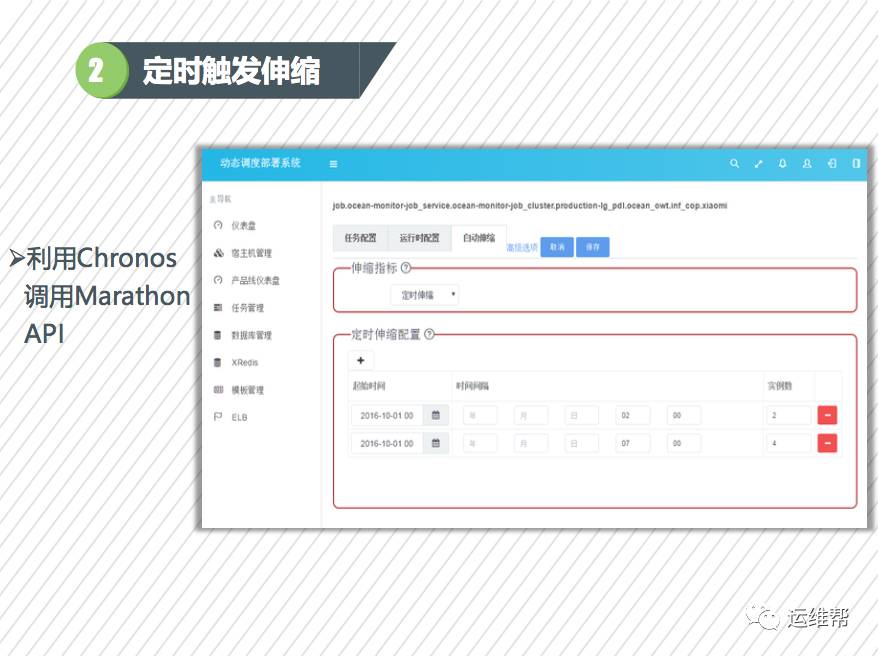 2 定时触发伸缩
➢利用Chronos
调用Marathon
API
动态调度部署系统
主导航
仪表盘
宿主机管理
产品线仪表盘
任务管理
数据库管理
XRedis
模板管理
ELB
job.ocean-monitor-job_service.ocean-monitor-job_cluster.production-lg_pdl.ocean_owt.inf_cop.xiaomi
任务配置 运行时配置 自动伸缩 高级选项 取消 保存
伸缩指标
定时伸缩
定时伸缩配置
+
起始时间 时间间隔 实例数
2016-10-01 00 年 月 日 02 00 2
2016-10-01 00 年 月 日 07 00 4
运维帮